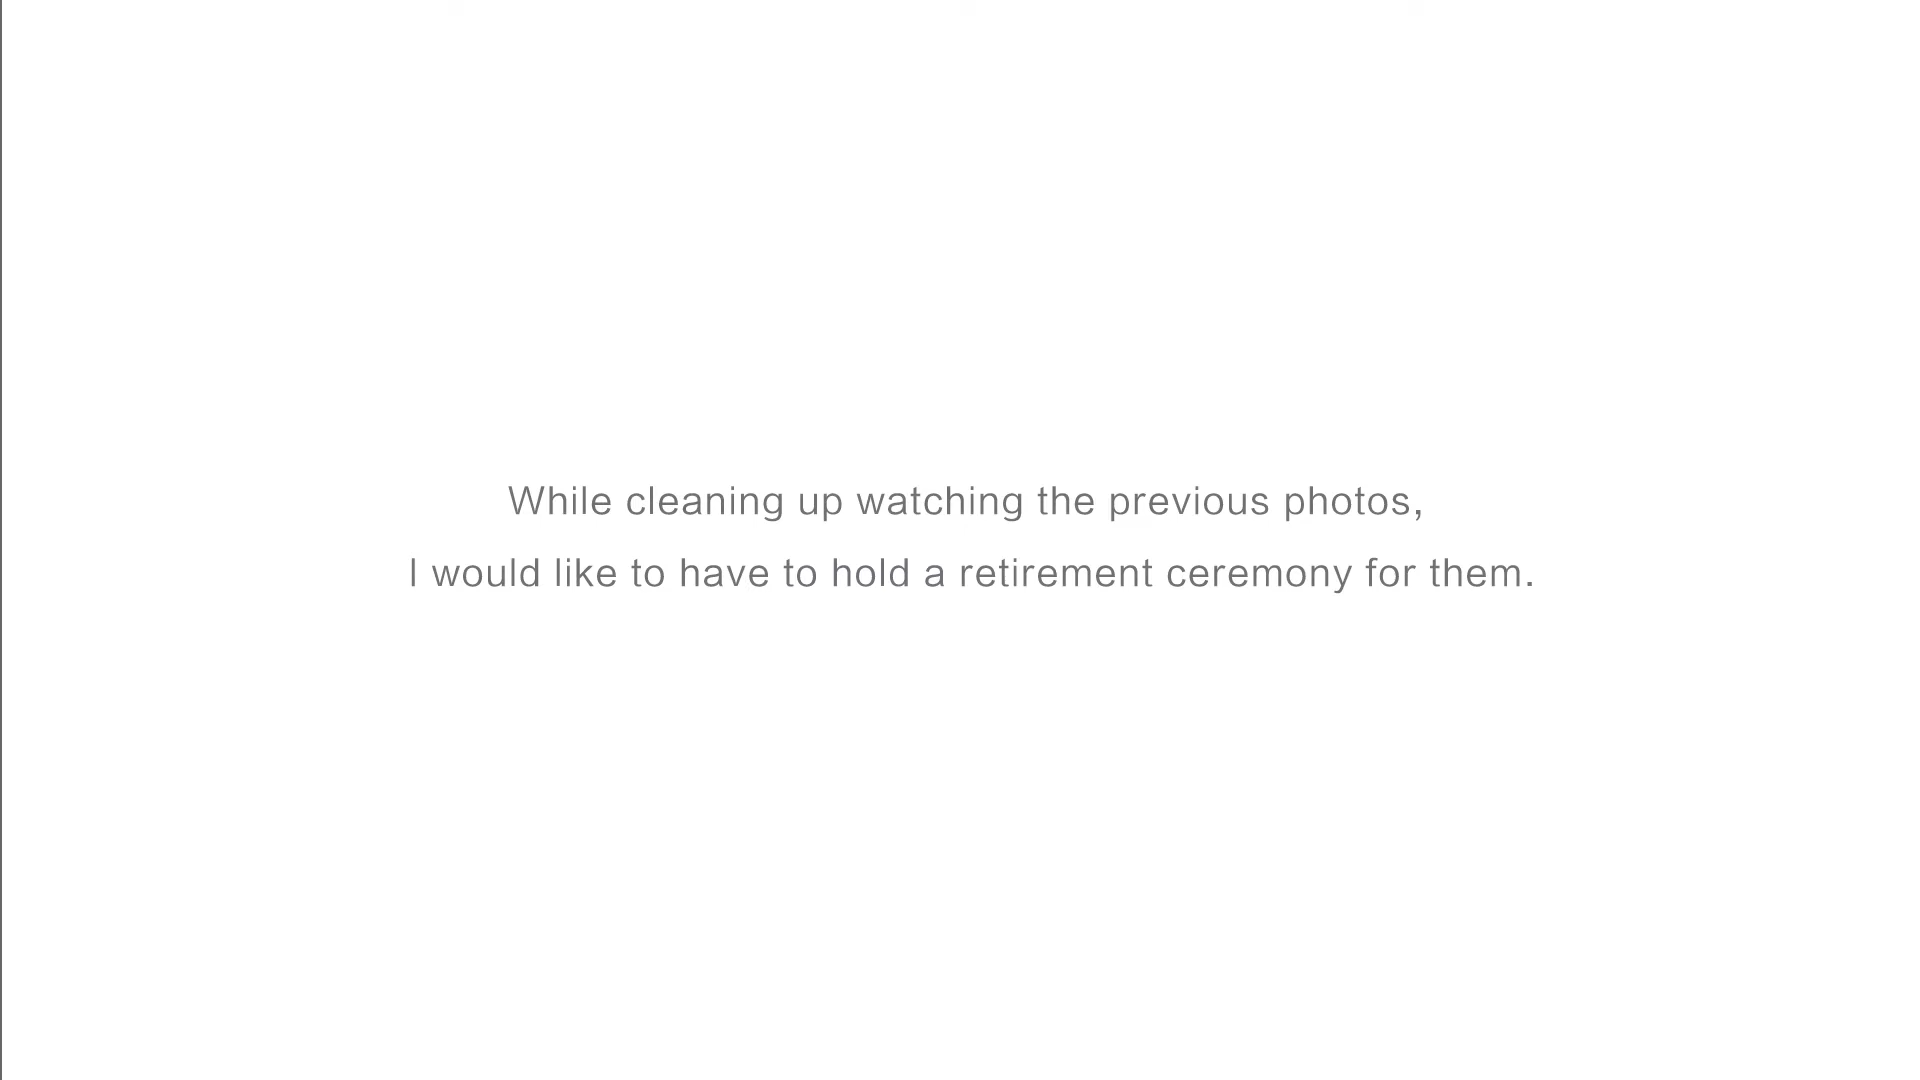 While cleaning up watching the previous photos,
I would like to have to hold a retirement ceremony for them.